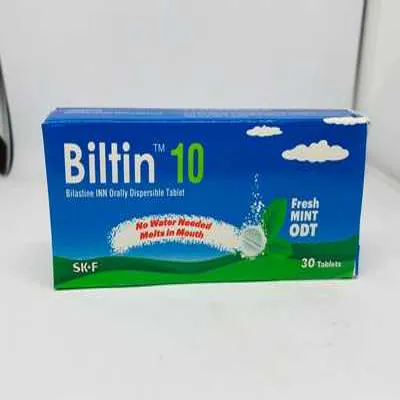 Biltin™ 10
Bilastine INN Orally Dispersible Tablet
No Water Needed
Melts in Mouth
Fresh
MINT
ODT
SK+F
30 Tablets